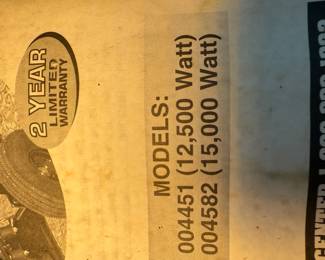 2 YEAR
LIMITED
WARRANTY
MODELS:
004451 (12,500 Watt)
004582 (15,000 Watt)